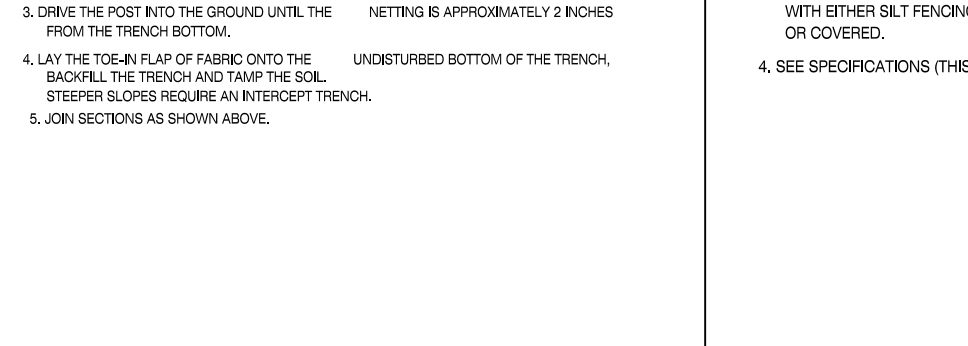 3. DRIVE THE POST INTO THE GROUND UNTIL THE NETTING IS APPROXIMATELY 2 INCHES
FROM THE TRENCH BOTTOM.
4. LAY THE TOE-IN FLAP OF FABRIC ONTO THE UNDISTURBED BOTTOM OF THE TRENCH,
BACKFILL THE TRENCH AND TAMP THE SOIL.
STEEPER SLOPES REQUIRE AN INTERCEPT TRENCH.
5. JOIN SECTIONS AS SHOWN ABOVE.
WITH EITHER SILT FENCING
OR COVERED.
4. SEE SPECIFICATIONS (THIS